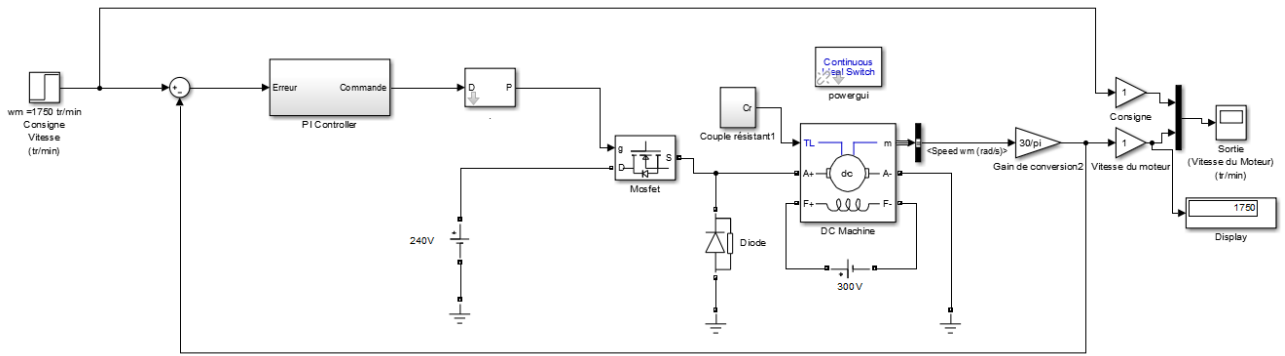 wm =1750 tr/min
Consigne
Vitesse
(tr/min)
+
-
Erreur
Commande
PI Controller
D
P
.
g
D
S
Mosfet
240V
+
Diode
Continuous
Ideal Switch
powergui
Cr
Couple résistant1
TL
m
A+
dc
A-
F+
F-
DC Machine
+
300V
<Speed wm (rad/s)>
30/pi
Gain de conversion2
1
Consigne
1
Vitesse du moteur
Sortie
(Vitesse du Moteur)
(tr/min)
1750
Display